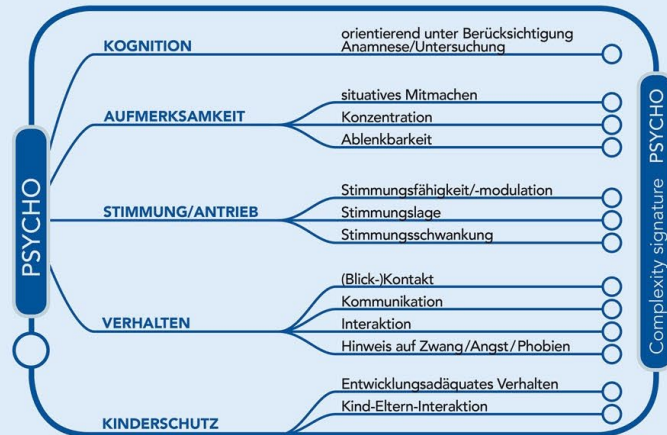 PSYCHO
KOGNITION
orientierend unter Berücksichtigung
Anamnese/Untersuchung
AUFMERKSAMKEIT
situatives Mitmachen
Konzentration
Ablenkbarkeit
STIMMUNG/ANTRIEB
Stimmungsfähigkeit/-modulation
Stimmungslage
Stimmungsschwankung
VERHALTEN
(Blick-)Kontakt
Kommunikation
Interaktion
Hinweis auf Zwang/Angst/Phobien
KINDERSCHUTZ
Entwicklungsadäquates Verhalten
Kind-Eltern-Interaktion
Complexity signature PSYCHO